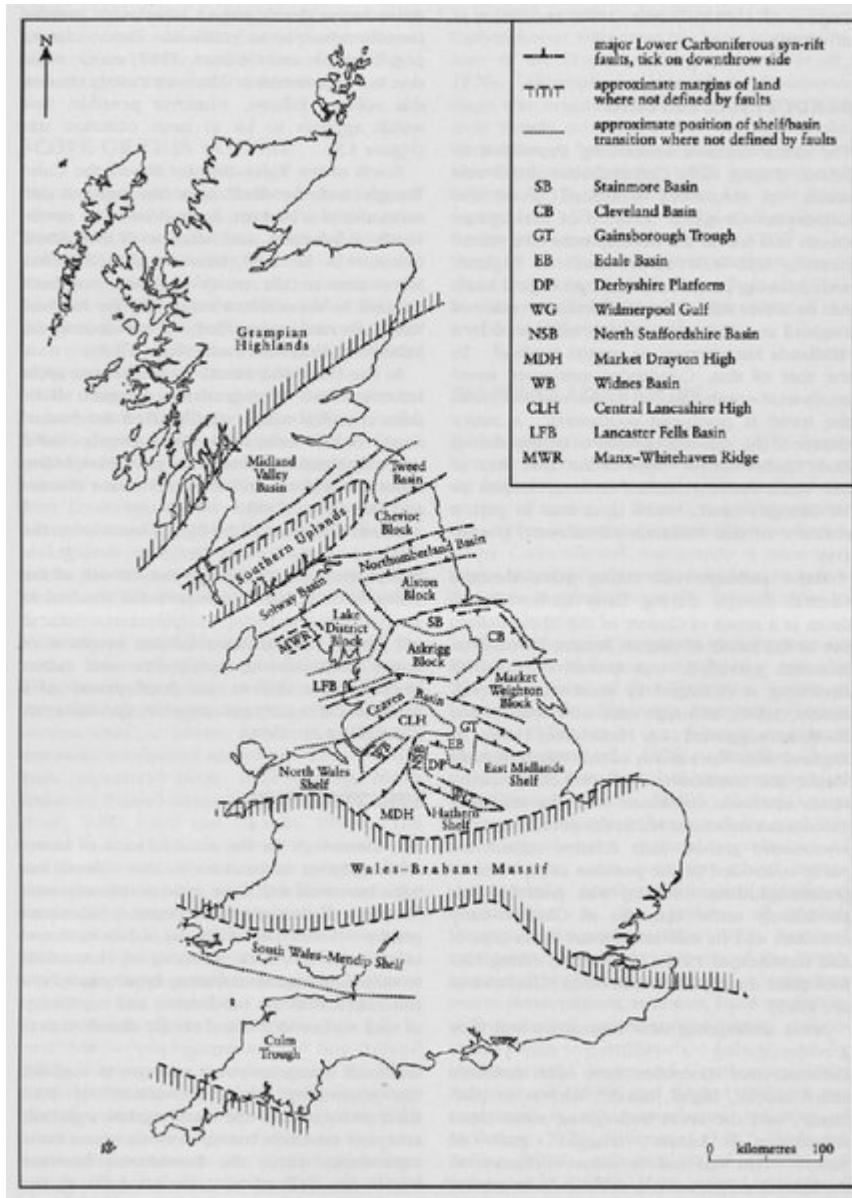 N
major Lower Carboniferous syn-rift
faults, tick on downthrow side
approximate margins of land
where not defined by faults
approximate position of shelf/basin
transition where not defined by faults
SB Stainmore Basin
CB Cleveland Basin
GT Gainsborough Trough
EB Edale Basin
DP Derbyshire Platform
WG Widmerpool Gulf
NSB North Staffordshire Basin
MDH Market Drayton High
WB Widnes Basin
CLH Central Lancashire High
LFB Lancaster Fells Basin
MWR Manx–Whitehaven Ridge
Grampian
Highlands
Midland
Valley
Basin
Tweed
Basin
Southern Uplands
Cheviot
Block
Northumberland Basin
Solway Basin
Alston
Block
Lake
District
Block
MWR
SB
CB
Askrigg
Block
LFB
Craven Basin
Market
Weighton
Block
CLH
GT
WB
NSB
EB
DP
North Wales
Shelf
East Midlands
Shelf
WG
MDH
Hathern
Shelf
Wales–Brabant Massif
South Wales–Mendip Shelf
Culm
Trough
0 kilometres 100